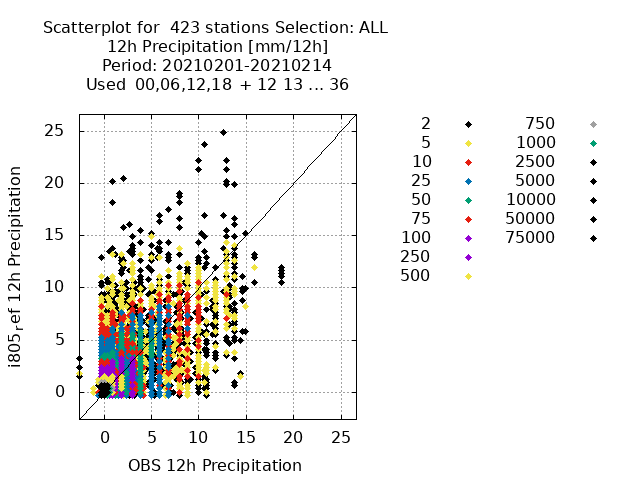 Scatterplot for  423 stations Selection: ALL
12h Precipitation [mm/12h]
Period: 20210201-20210214
Used  00,06,12,18 + 12 13 ... 36
25
20
15
10
5
0
0 5 10 15 20 25
i805,ref 12h Precipitation
OBS 12h Precipitation
2 750
5 1000
10 2500
25 5000
50 10000
75 50000
100 75000
250
500